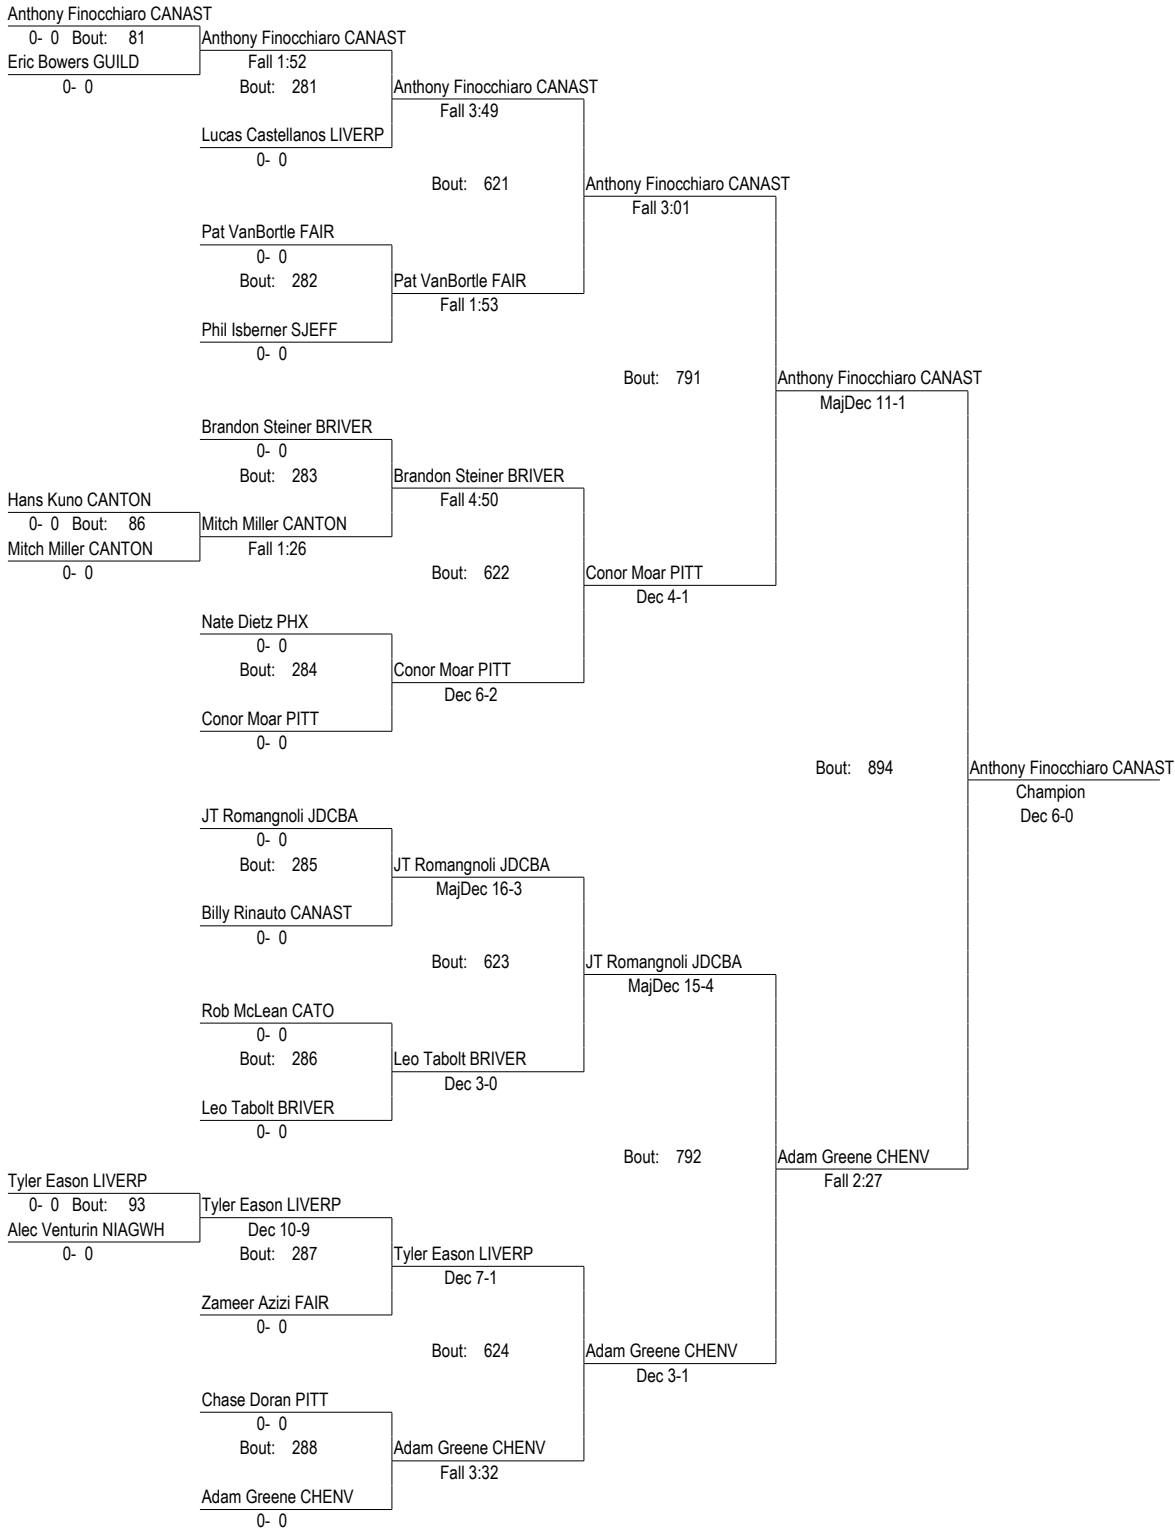 Anthony Finocchiaro CANAST
0- 0 Bout: 81
Anthony Finocchiaro CANAST
Eric Bowers GUILD
Fall 1:52
0- 0
Bout: 281
Anthony Finocchiaro CANAST
Fall 3:49
Lucas Castellanos LIVERP
0- 0
Bout: 621
Anthony Finocchiaro CANAST
Fall 3:01
Pat VanBortle FAIR
0- 0
Bout: 282
Pat VanBortle FAIR
Fall 1:53
Phil Isberner SJEFF
0- 0
Bout: 791
Anthony Finocchiaro CANAST
MajDec 11-1
Brandon Steiner BRIVER
0- 0
Bout: 283
Brandon Steiner BRIVER
Hans Kuno CANTON
Fall 4:50
0- 0 Bout: 86
Mitch Miller CANTON
Mitch Miller CANTON
Fall 1:26
0- 0
Bout: 622
Conor Moar PITT
Dec 4-1
Nate Dietz PHX
0- 0
Bout: 284
Conor Moar PITT
Dec 6-2
Conor Moar PITT
0- 0
Bout: 894
Anthony Finocchiaro CANAST
Champion
Dec 6-0
JT Romangnoli JDCBA
0- 0
Bout: 285
JT Romangnoli JDCBA
MajDec 16-3
Billy Rinauto CANAST
0- 0
Bout: 623
JT Romangnoli JDCBA
MajDec 15-4
Rob McLean CATO
0- 0
Bout: 286
Leo Tabolt BRIVER
Dec 3-0
Leo Tabolt BRIVER
0- 0
Bout: 792
Adam Greene CHENV
Fall 2:27
Tyler Eason LIVERP
0- 0 Bout: 93
Tyler Eason LIVERP
Alec Venturin NIAGWH
Dec 10-9
0- 0
Bout: 287
Tyler Eason LIVERP
Dec 7-1
Zameer Azizi FAIR
0- 0
Bout: 624
Adam Greene CHENV
Dec 3-1
Chase Doran PITT
0- 0
Bout: 288
Adam Greene CHENV
Fall 3:32
Adam Greene CHENV
0- 0